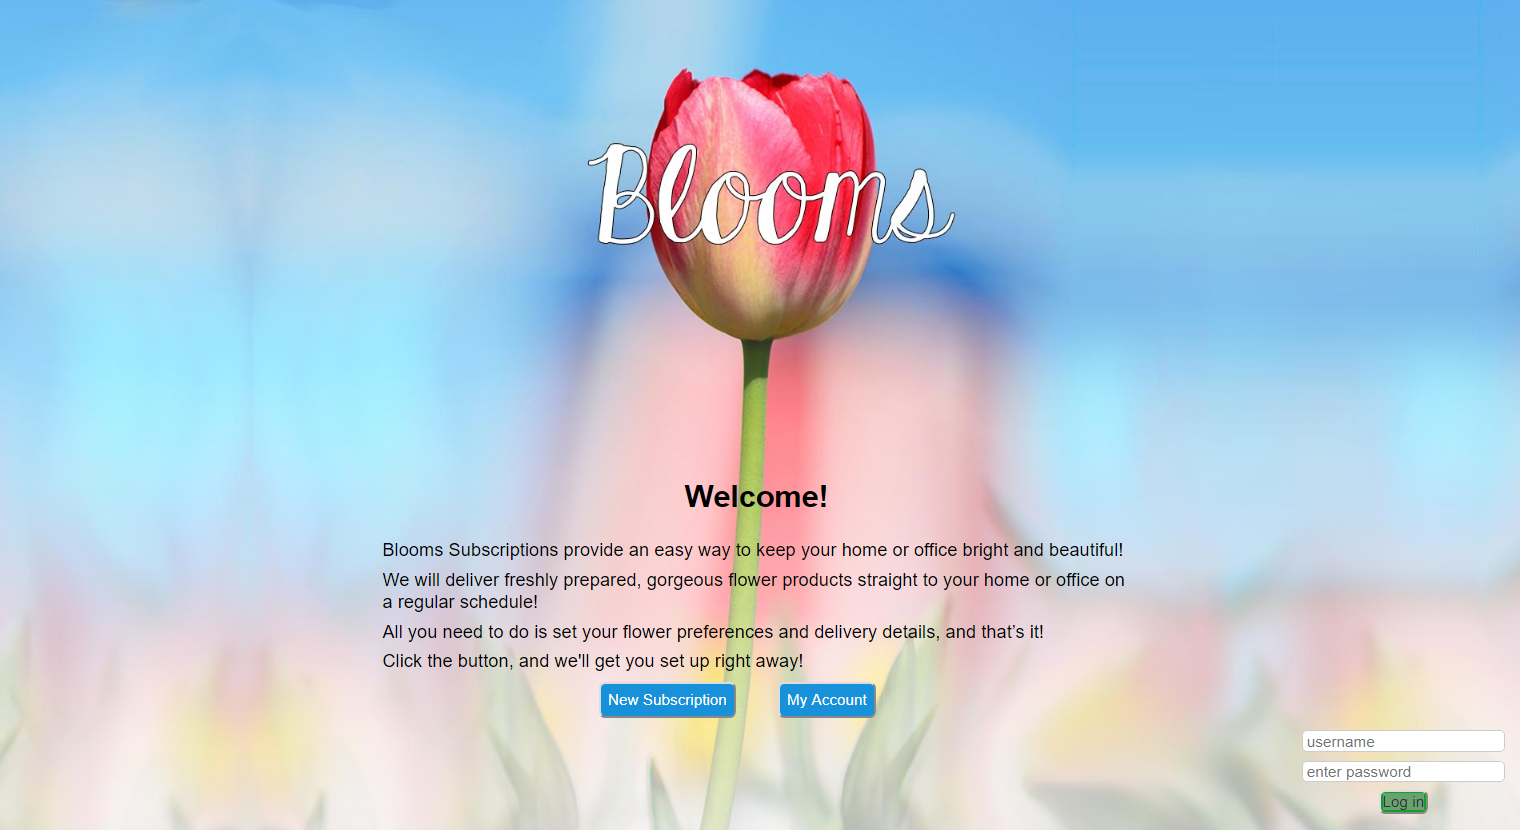 Blooms
Welcome!
Blooms Subscriptions provide an easy way to keep your home or office bright and beautiful!
We will deliver freshly prepared, gorgeous flower products straight to your home or office on
a regular schedule!
All you need to do is set your flower preferences and delivery details, and that’s it!
Click the button, and we'll get you set up right away!
New Subscription
My Account
username
enter password
Log in